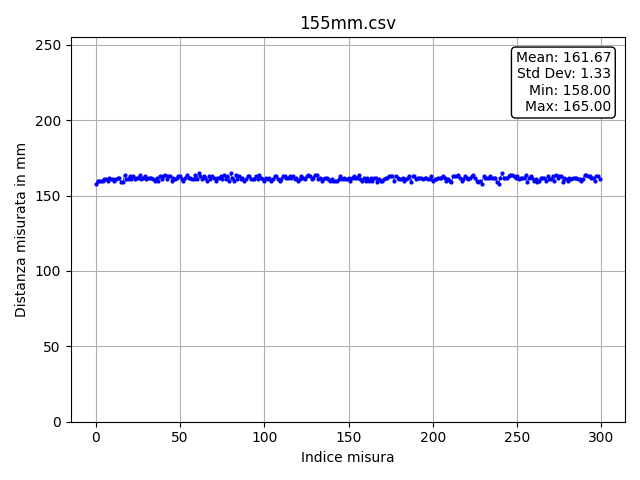 155mm.csv
Mean: 161.67
Std Dev: 1.33
Min: 158.00
Max: 165.00
Distanza misurata in mm
250
200
150
100
50
0
0 50 100 150 200 250 300
Indice misura